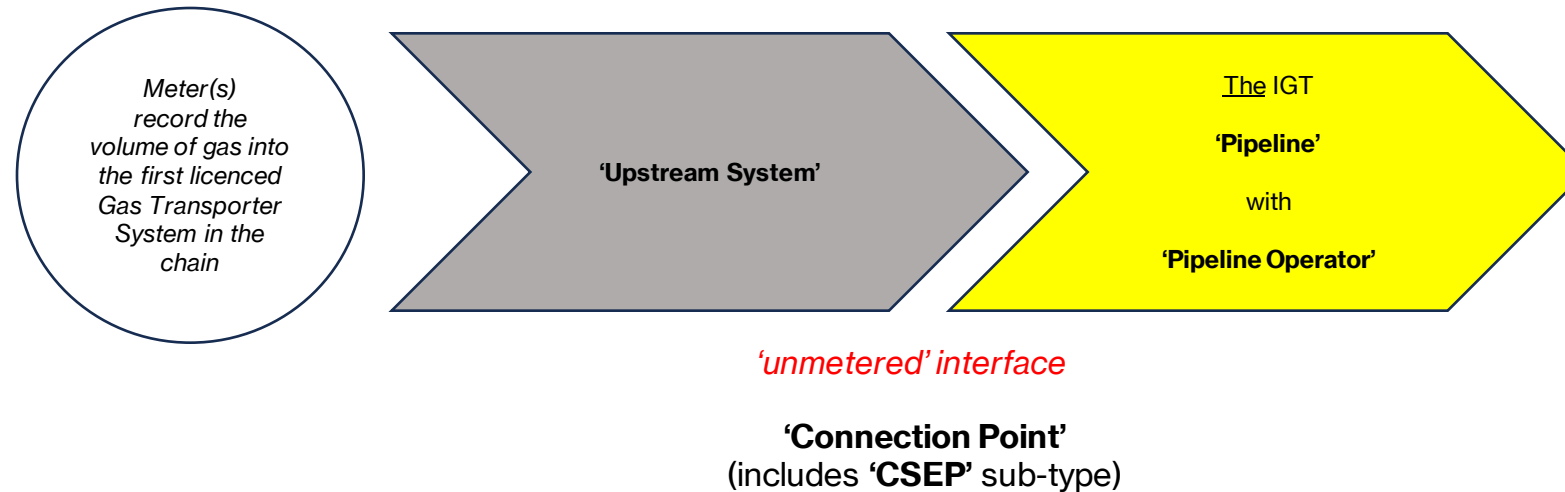 Meter(s)
record the
volume of gas into
the first licenced
Gas Transporter
System in the
chain
‘Upstream System’
The IGT
‘Pipeline’
with
‘Pipeline Operator’
‘unmetered’ interface
‘Connection Point’
(includes ‘CSEP’ sub-type)